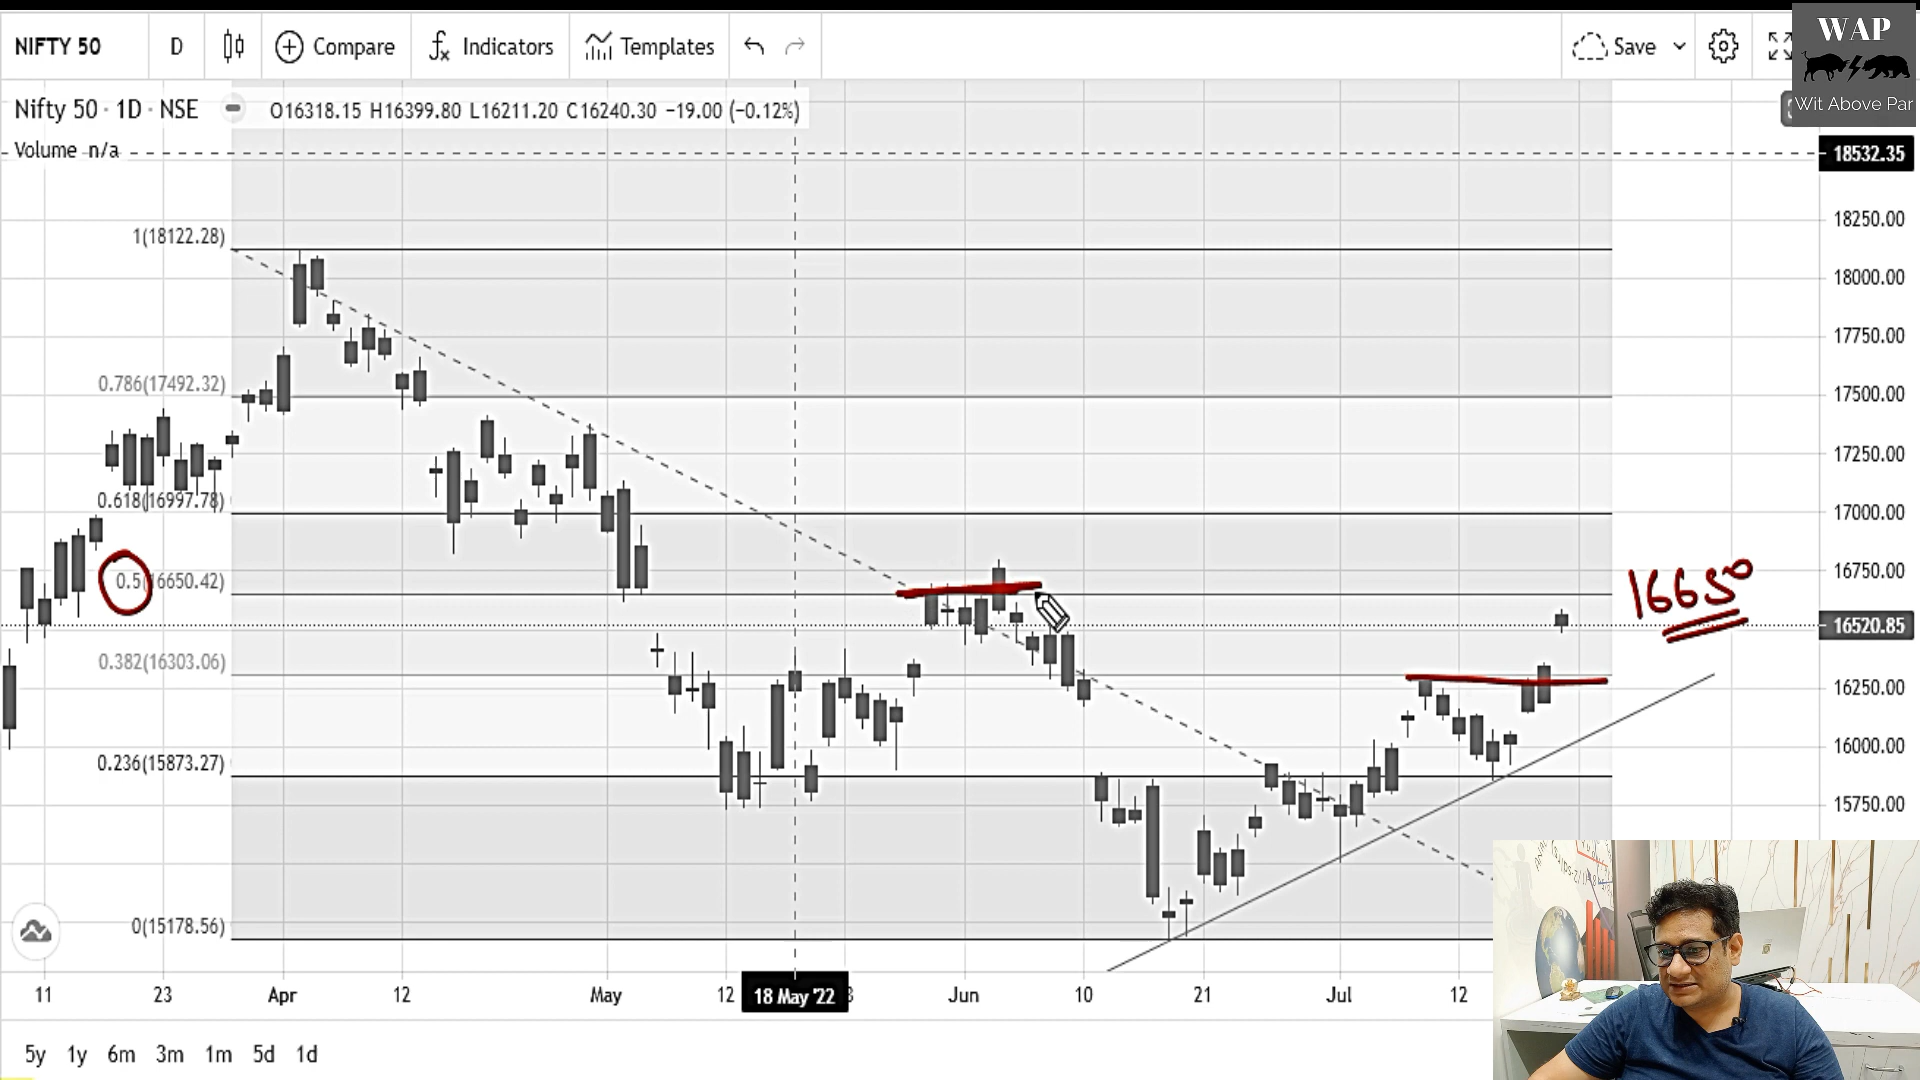 NIFTY 50 D Compare Indicators Templates Save
WAP
Wit Above Par
Nifty 50 · 1D · NSE O16318.15 H16399.80 L16211.20 C16240.30 −19.00 (−0.12%)
Volume n/a
18532.35
18250.00
1(18122.28)
18000.00
17750.00
0.786(17492.32)
17500.00
17250.00
0.618(16997.78)
17000.00
0.5(16650.42)
16750.00
16650
16520.85
0.382(16303.06)
16250.00
0.236(15873.27)
16000.00
15750.00
0(15178.56)
11 23 Apr 12 May 12 18 May '22 Jun 10 21 Jul 12
5y 1y 6m 3m 1m 5d 1d